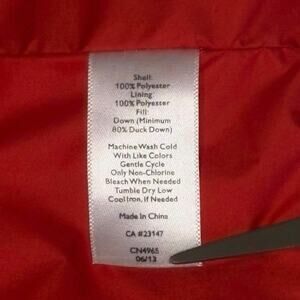 Shell:
100% Polyester
Lining:
100% Polyester
Fill:
Down (Minimum
80% Duck Down)
Machine Wash Cold
With Like Colors
Gentle Cycle
Only Non-Chlorine
Bleach When Needed
Tumble Dry Low
Cool Iron, if Needed
Made in China
CA #23147
CN4965
06/13